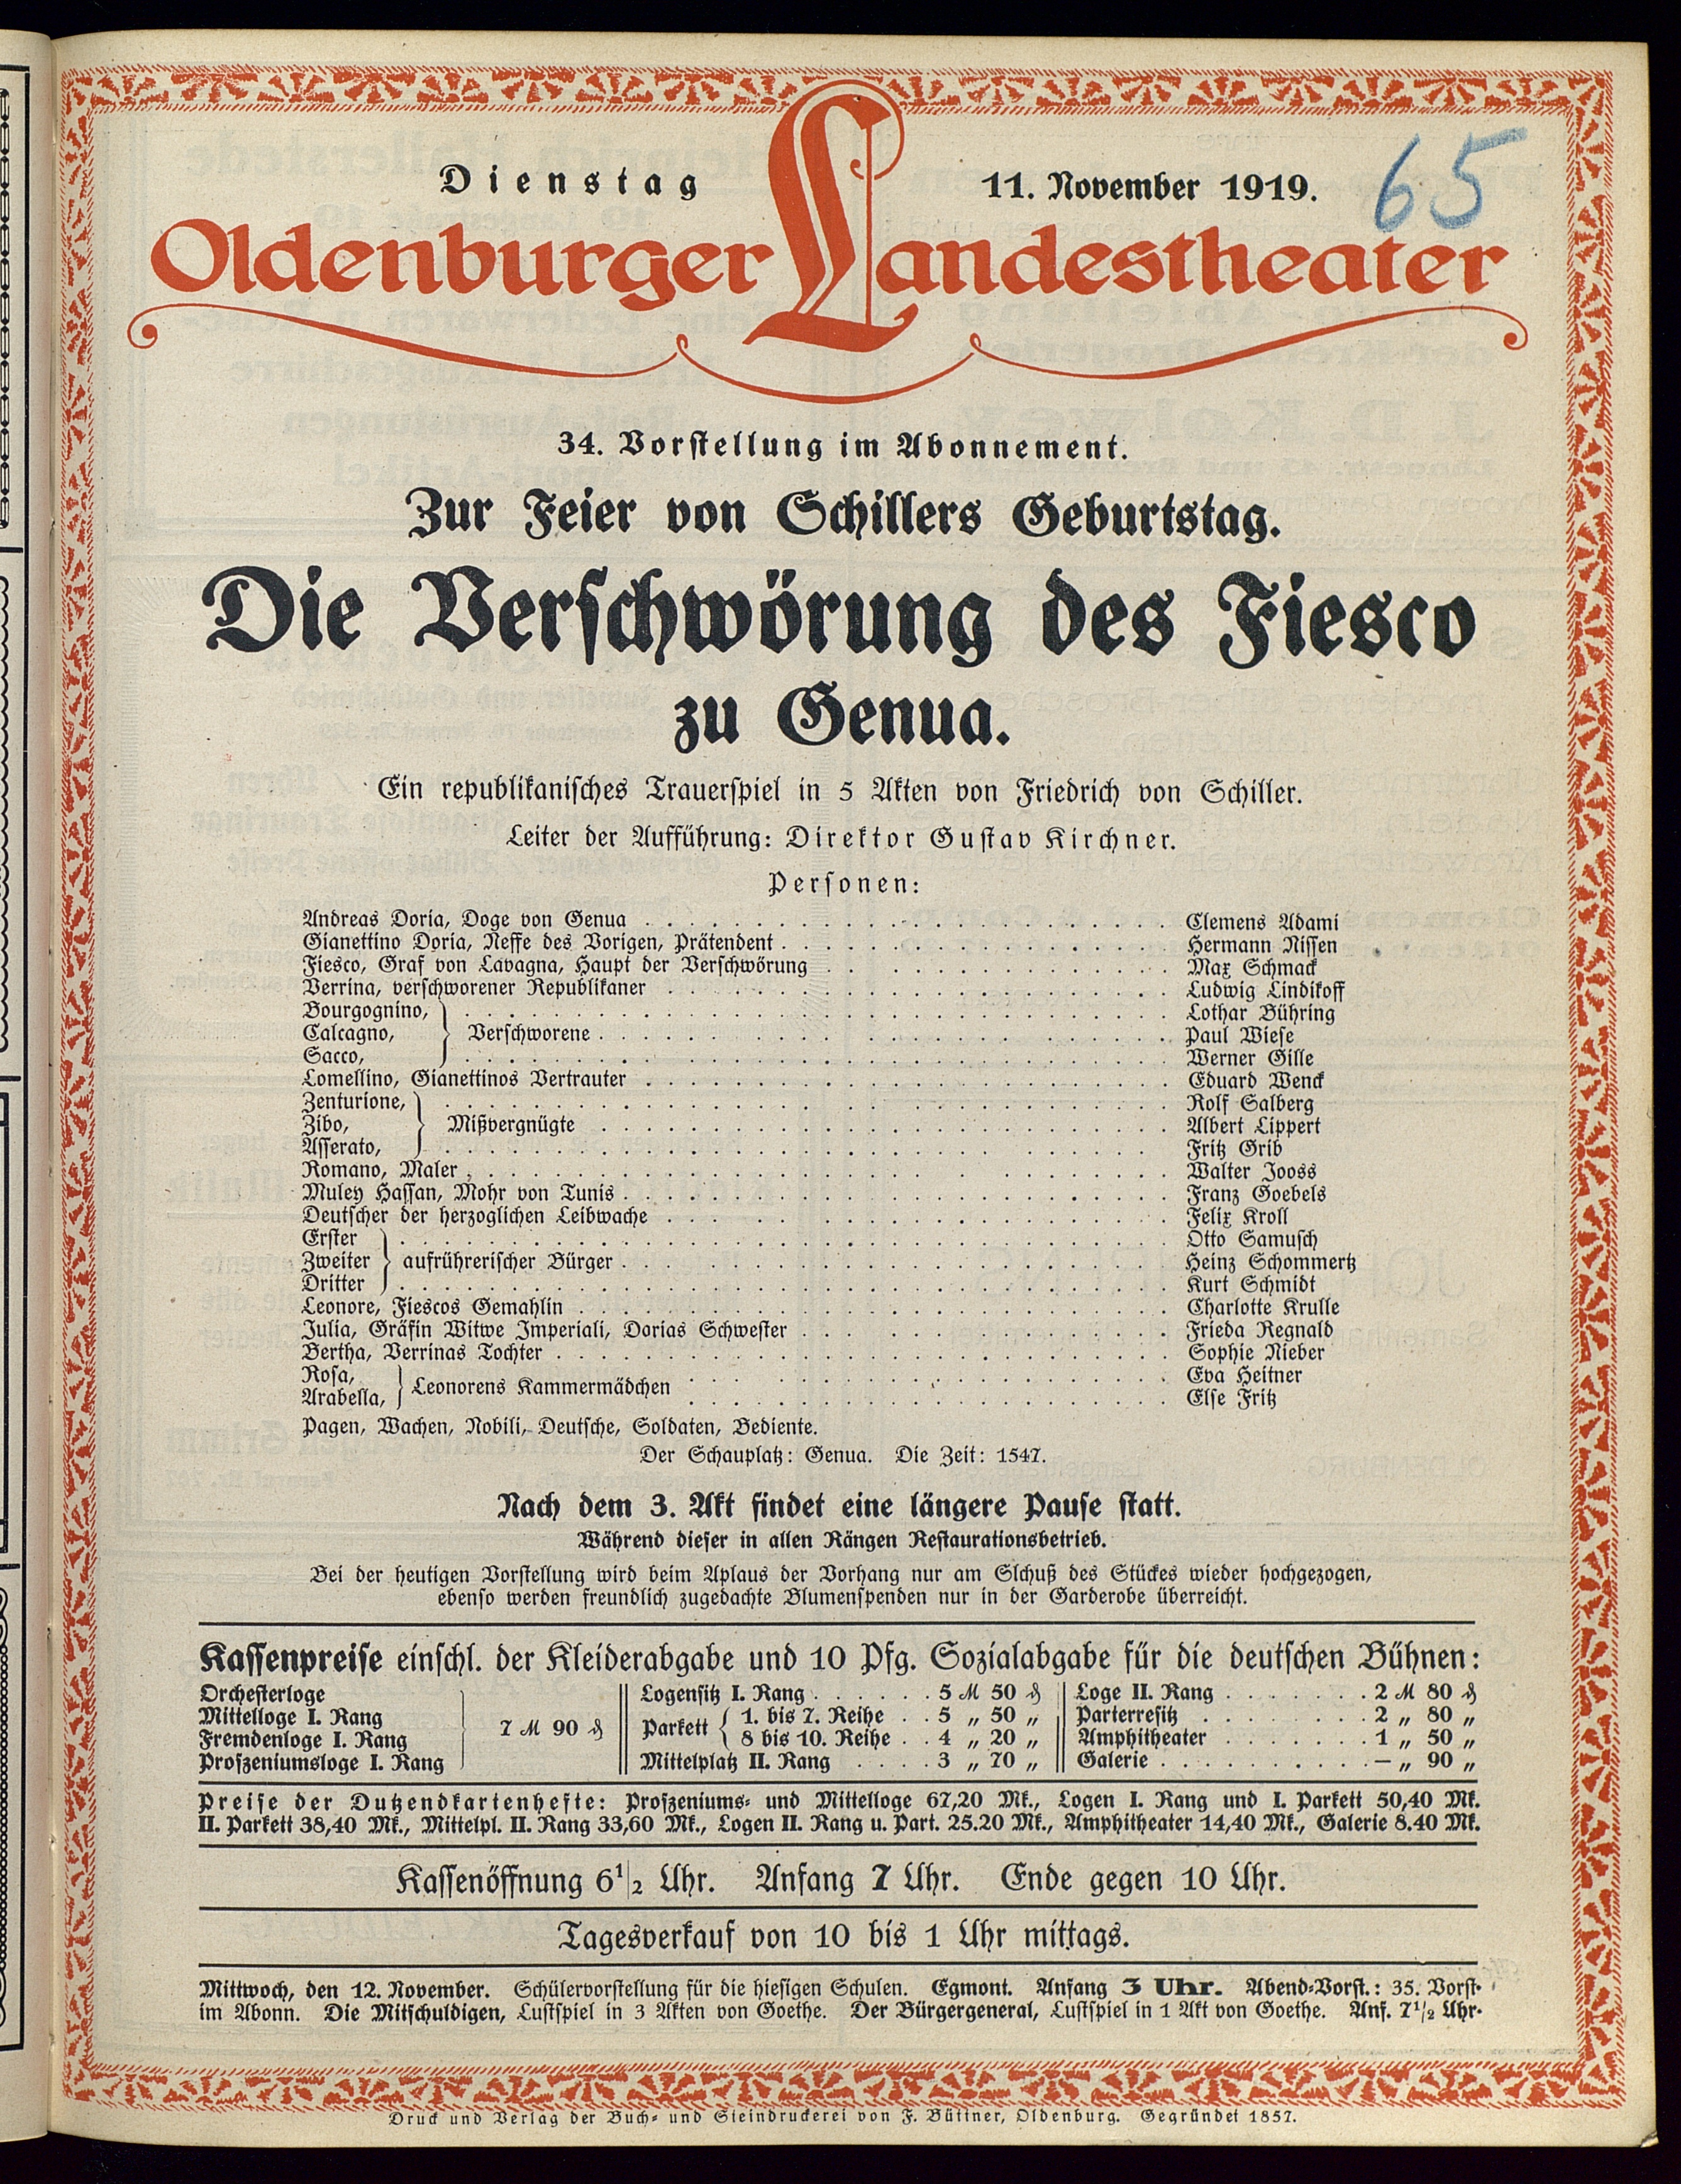 Dienstag 11. November 1919. 65
Oldenburger Landestheater
34. Vorstellung im Abonnement.
Zur Feier von Schillers Geburtstag.
Die Verschwörung des Fiesco
zu Genua.
Ein republikanisches Trauerspiel in 5 Akten von Friedrich von Schiller.
Leiter der Aufführung: Direktor Gustav Kirchner.
Personen:
Andreas Doria, Doge von Genua . . . Clemens Adami
Gianettino Doria, Neffe des Vorigen, Prätendent . . . Hermann Nissen
Fiesco, Graf von Lavagna, Haupt der Verschwörung . . . Max Schmack
Verrina, verschworener Republikaner . . . Ludwig Lindikoff
Bourgognino, . . . Lothar Bühring
Calcagno, } Verschworene . . . Paul Wiese
Sacco, . . . Werner Gille
Lomellino, Gianettinos Vertrauter . . . Eduard Wenck
Zenturione, . . . Rolf Salberg
Zibo, } Mißvergnügte . . . Albert Lippert
Asserato, . . . Fritz Grib
Romano, Maler . . . Walter Jooss
Muley Hassan, Mohr von Tunis . . . Franz Goebels
Deutscher der herzoglichen Leibwache . . . Felix Kroll
Erster . . . Otto Samusch
Zweiter } aufrührerischer Bürger . . . Heinz Schommertz
Dritter . . . Kurt Schmidt
Leonore, Fiescos Gemahlin . . . Charlotte Krulle
Julia, Gräfin Witwe Imperiali, Dorias Schwester . . . Frieda Regnald
Bertha, Verrinas Tochter . . . Sophie Nieber
Rosa, . . . Eva Heitner
Arabella, } Leonorens Kammermädchen . . . Else Fritz
Pagen, Wachen, Nobili, Deutsche, Soldaten, Bediente.
Der Schauplatz: Genua. Die Zeit: 1547.
Nach dem 3. Akt findet eine längere Pause statt.
Während dieser in allen Rängen Restaurationsbetrieb.
Bei der heutigen Vorstellung wird beim Aplaus der Vorhang nur am Slchuß des Stückes wieder hochgezogen,
ebenso werden freundlich zugedachte Blumenspenden nur in der Garderobe überreicht.
Kassenpreise einschl. der Kleiderabgabe und 10 Pfg. Sozialabgabe für die deutschen Bühnen:
Orchesterloge
Mittelloge I. Rang
Fremdenloge I. Rang
Proszeniumsloge I. Rang
7 M 90 ₰
Logensitz I. Rang . . . 5 M 50 ₰
Parkett { 1. bis 7. Reihe . . 5 „ 50 „
8 bis 10. Reihe . . 4 „ 20 „
Mittelplatz II. Rang . . . 3 „ 70 „
Loge II. Rang . . . 2 M 80 ₰
Parterresitz . . . 2 „ 80 „
Amphitheater . . . 1 „ 50 „
Galerie . . . — „ 90 „
Preise der Dutzendkartenhefte: Proszeniums- und Mittelloge 67,20 Mk., Logen I. Rang und I. Parkett 50,40 Mk.
II. Parkett 38,40 Mk., Mittelpl. II. Rang 33,60 Mk., Logen II. Rang u. Part. 25.20 Mk., Amphitheater 14,40 Mk., Galerie 8.40 Mk.
Kassenöffnung 6½ Uhr. Anfang 7 Uhr. Ende gegen 10 Uhr.
Tagesverkauf von 10 bis 1 Uhr mittags.
Mittwoch, den 12. November. Schülervorstellung für die hiesigen Schulen. Egmont. Anfang 3 Uhr. Abend-Vorst.: 35. Vorst.
im Abonn. Die Mitschuldigen, Lustspiel in 3 Akten von Goethe. Der Bürgergeneral, Lustspiel in 1 Akt von Goethe. Anf. 7½ Uhr.
Druck und Verlag der Buch- und Steindruckerei von F. Büttner, Oldenburg. Gegründet 1857.